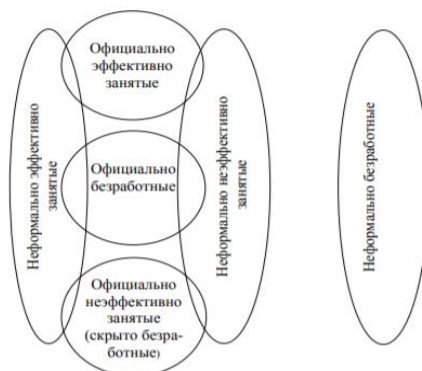 Официально
эффективно
занятые
Неформально эффективно
занятые
Официально
безработные
Неформально неэффективно
занятые
Неформально безработные
Официально
неэффективно
занятые
(скрыто безра-
ботные)